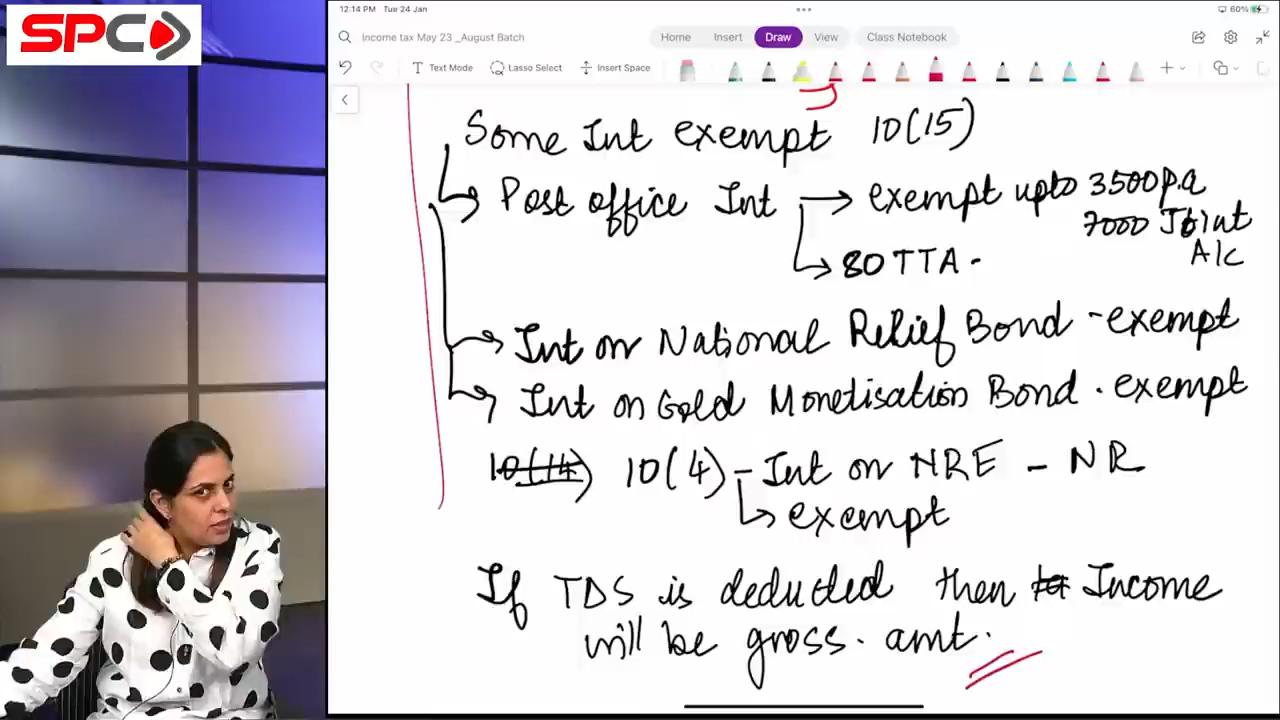 SPC
12:14 PM Tue 24 Jan
60%
Income tax May 23 _August Batch
Home Insert Draw View Class Notebook
Text Mode Lasso Select Insert Space
Some Int exempt 10(15)
Post office Int → exempt upto 3500 p.a
7000 Joint
A/c
80TTA.
Int on National Relief Bond - exempt
Int on Gold Monetisation Bond. exempt
10(14) 10(4) - Int on NRE - NR
exempt
If TDS is deducted then Income
will be gross. amt.